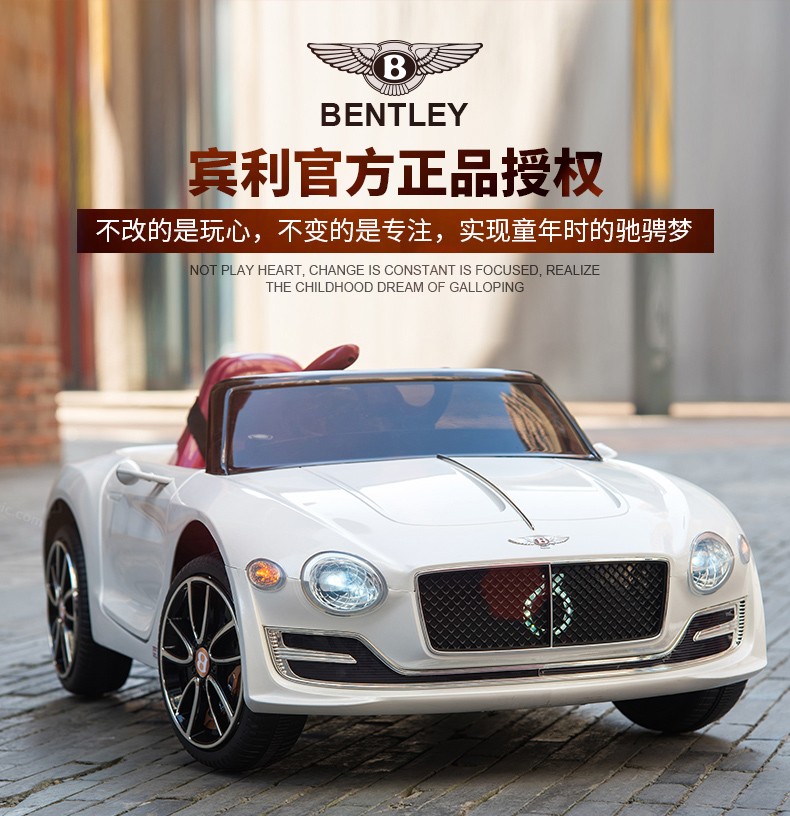 B
BENTLEY
宾利官方正品授权
不改的是玩心，不变的是专注，实现童年时的驰骋梦
NOT PLAY HEART, CHANGE IS CONSTANT IS FOCUSED, REALIZE
THE CHILDHOOD DREAM OF GALLOPING
B
B